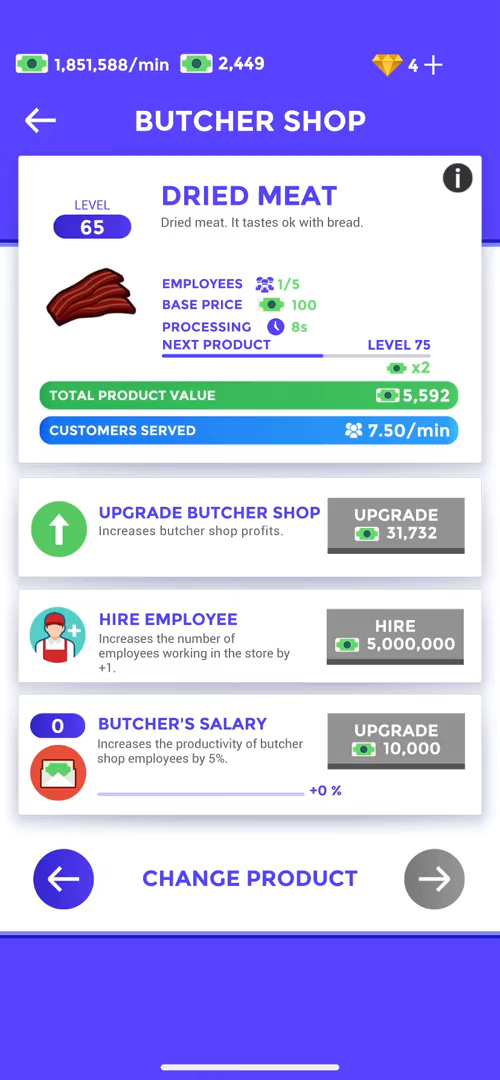 1,851,588/min 2,449 4
BUTCHER SHOP
DRIED MEAT
Dried meat. It tastes ok with bread.
LEVEL
65
EMPLOYEES 1/5
BASE PRICE 100
PROCESSING 8s
NEXT PRODUCT LEVEL 75
x2
TOTAL PRODUCT VALUE 5,592
CUSTOMERS SERVED 7.50/min
UPGRADE BUTCHER SHOP
Increases butcher shop profits.
UPGRADE
31,732
HIRE EMPLOYEE
Increases the number of
employees working in the store by
+1.
HIRE
5,000,000
0
BUTCHER'S SALARY
Increases the productivity of butcher
shop employees by 5%.
UPGRADE
10,000
+0 %
CHANGE PRODUCT